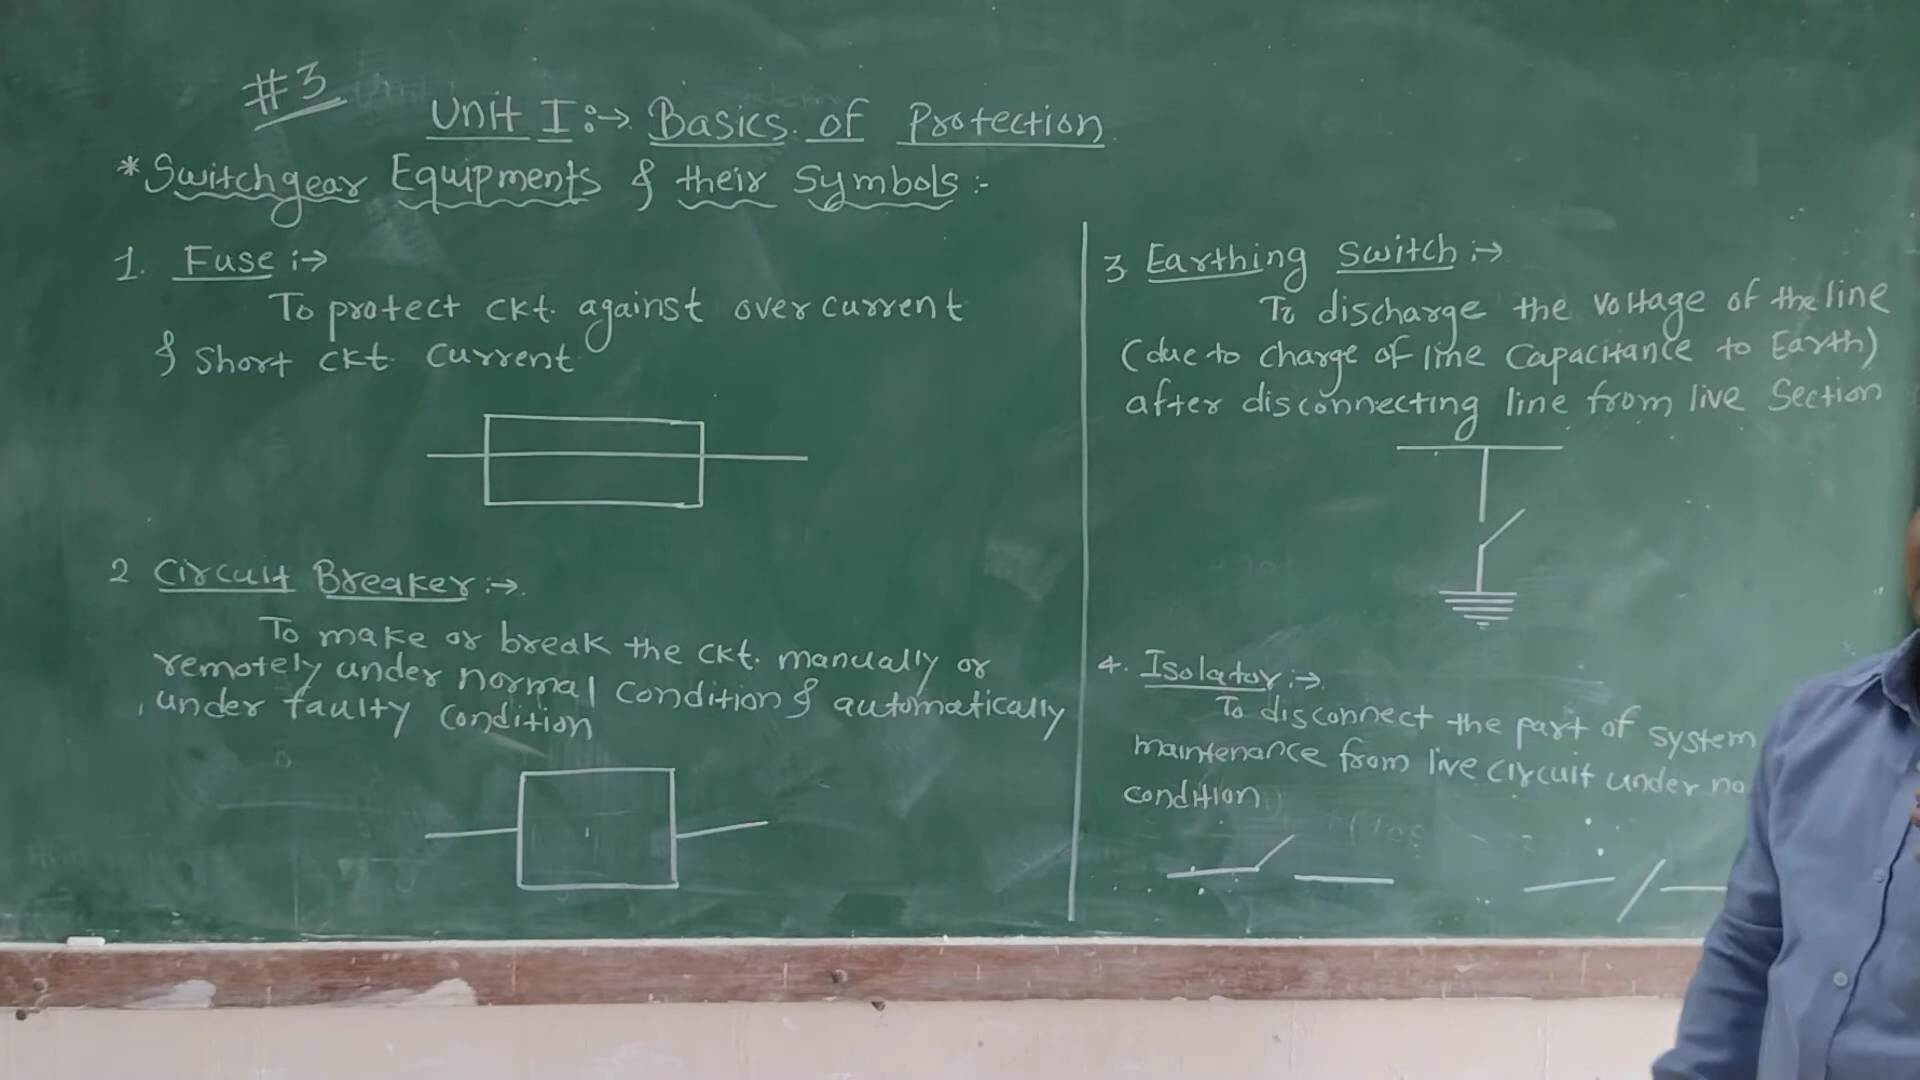 #3
Unit I :→ Basics of Protection
*Switchgear Equipments & their Symbols :-
1. Fuse :→
To protect ckt. against over current
& Short ckt. Current
2 Circuit Breaker :→
To make or break the ckt. manually or
remotely under normal condition & automatically
under faulty condition
3 Earthing Switch :→
To discharge the voltage of the line
(due to charge of line Capacitance to Earth)
after disconnecting line from live Section
4. Isolator :→
To disconnect the part of system
maintenance from live circuit under no
condition